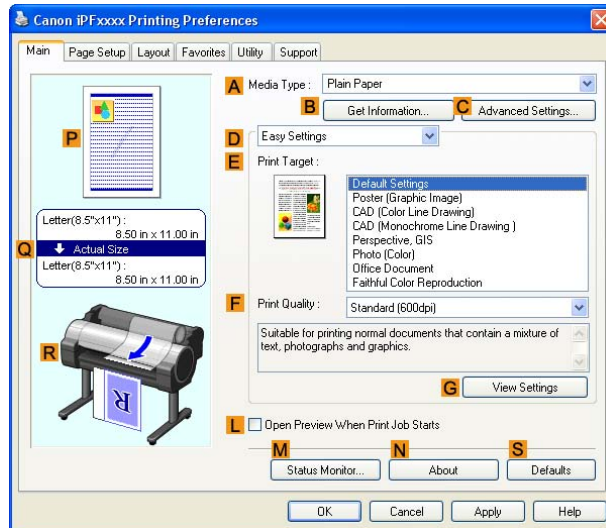 Canon iPFxxxx Printing Preferences
Main Page Setup Layout Favorites Utility Support
A Media Type : Plain Paper
B Get Information... C Advanced Settings...
P
D Easy Settings
E Print Target :
Default Settings
Poster (Graphic Image)
CAD (Color Line Drawing)
CAD (Monochrome Line Drawing )
Perspective, GIS
Photo (Color)
Office Document
Faithful Color Reproduction
Letter(8.5"x11") :
8.50 in x 11.00 in
Q Actual Size
Letter(8.5"x11") :
8.50 in x 11.00 in
F Print Quality : Standard (600dpi)
Suitable for printing normal documents that contain a mixture of
text, photographs and graphics.
R
R
G View Settings
L Open Preview When Print Job Starts
M N S
Status Monitor... About Defaults
OK Cancel Apply Help